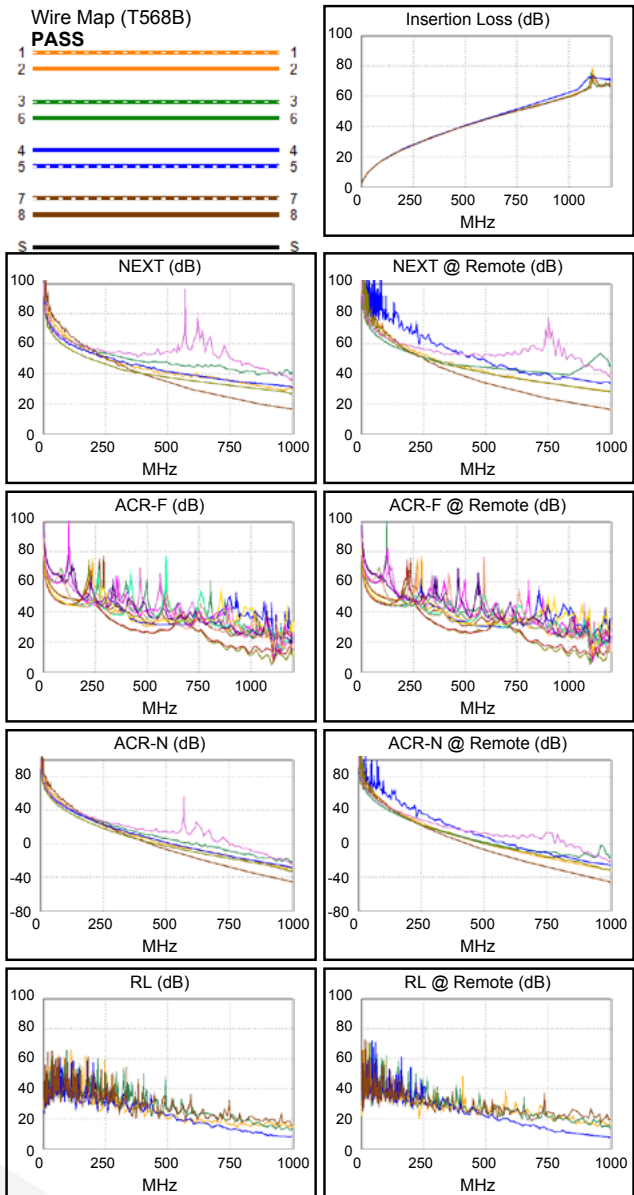 Wire Map (T568B)
PASS
1 1
2 2
3 3
6 6
4 4
5 5
7 7
8 8
S S
Insertion Loss (dB)
100
80
60
40
20
0
0 250 500 750 1000
MHz
NEXT (dB)
100
80
60
40
20
0
0 250 500 750 1000
MHz
NEXT @ Remote (dB)
100
80
60
40
20
0
0 250 500 750 1000
MHz
ACR-F (dB)
100
80
60
40
20
0
0 250 500 750 1000
MHz
ACR-F @ Remote (dB)
100
80
60
40
20
0
0 250 500 750 1000
MHz
ACR-N (dB)
80
40
0
-40
-80
0 250 500 750 1000
MHz
ACR-N @ Remote (dB)
80
40
0
-40
-80
0 250 500 750 1000
MHz
RL (dB)
100
80
60
40
20
0
0 250 500 750 1000
MHz
RL @ Remote (dB)
100
80
60
40
20
0
0 250 500 750 1000
MHz